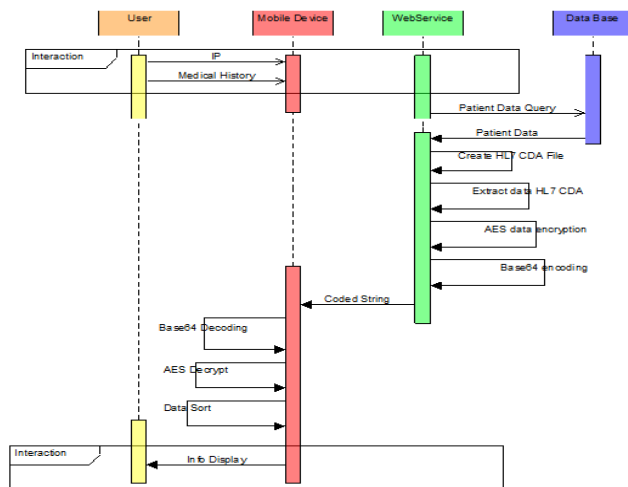 User
Mobile Device
WebService
Data Base
Interaction
IP
Medical History
Patient Data Query
Patient Data
Create HL7 CDA File
Extract data HL7 CDA
AES data encryption
Base64 encoding
Coded String
Base64 Decoding
AES Decrypt
Data Sort
Interaction
Info Display